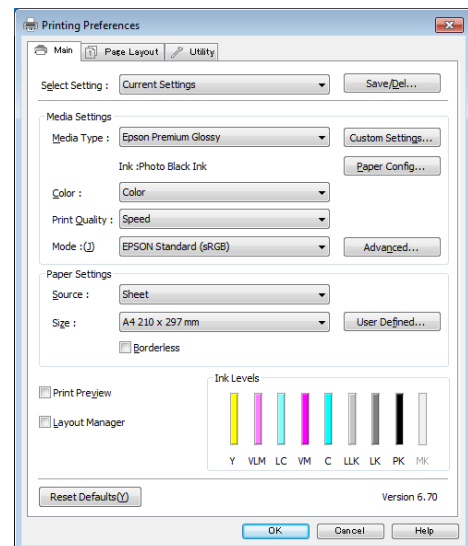 Printing Preferences
Main Page Layout Utility
Select Setting : Current Settings Save/Del...
Media Settings
Media Type : Epson Premium Glossy Custom Settings...
Ink :Photo Black Ink Paper Config...
Color : Color
Print Quality : Speed
Mode :(J) EPSON Standard (sRGB) Advanced...
Paper Settings
Source : Sheet
Size : A4 210 x 297 mm User Defined...
Borderless
Ink Levels
Print Preview
Layout Manager
Y VLM LC VM C LLK LK PK MK
Reset Defaults(Y) Version 6.70
OK Cancel Help